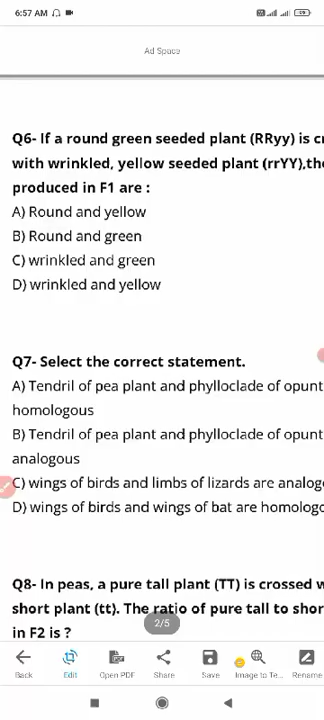 6:57 AM
Ad Space
Q6- If a round green seeded plant (RRyy) is
with wrinkled, yellow seeded plant (rrYY),
produced in F1 are :
A) Round and yellow
B) Round and green
C) wrinkled and green
D) wrinkled and yellow
Q7- Select the correct statement.
A) Tendril of pea plant and phylloclade of opunt
homologous
B) Tendril of pea plant and phylloclade of opunt
analogous
C) wings of birds and limbs of lizards are analog
D) wings of birds and wings of bat are homolog
Q8- In peas, a pure tall plant (TT) is crossed
short plant (tt). The ratio of pure tall to shor
in F2 is ?
2/5
Back Edit Open PDF Share Save Image to Te... Rename